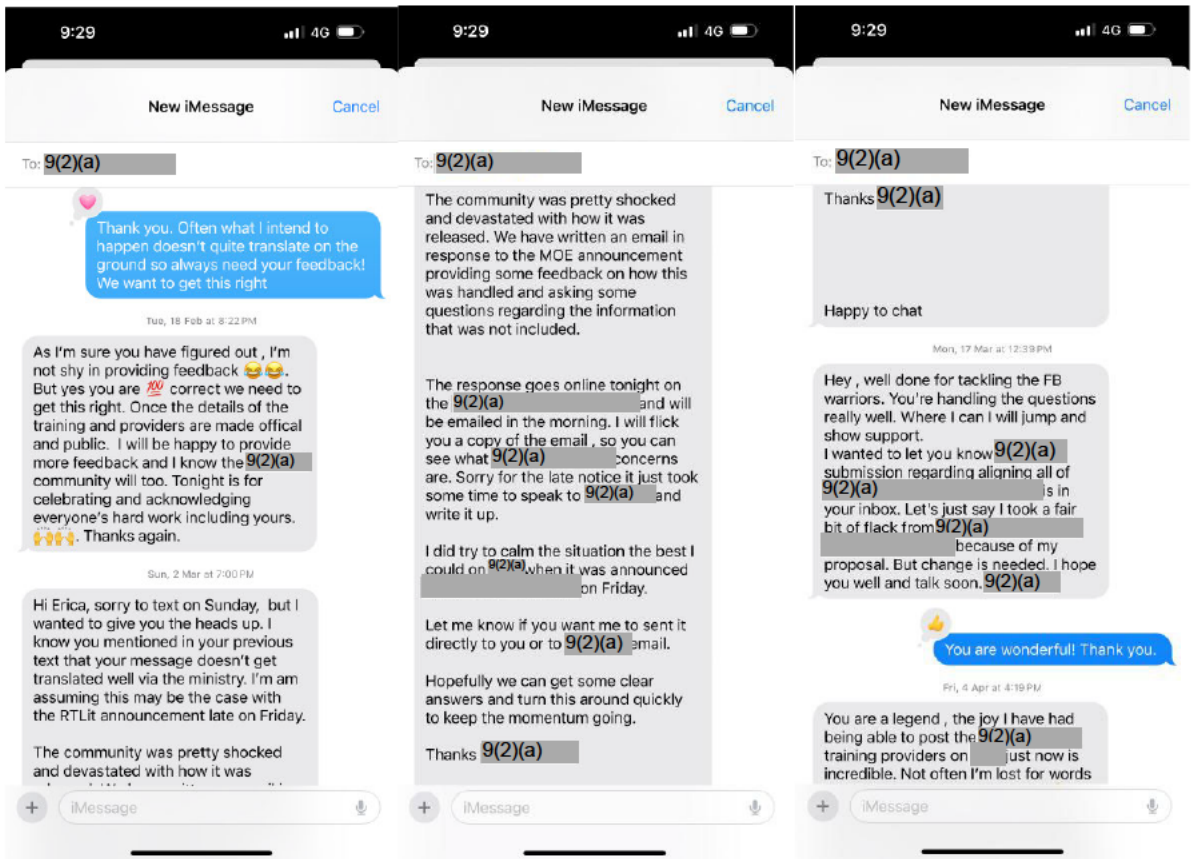 9:29
4G
New iMessage
Cancel
To: 9(2)(a)
Thank you. Often what I intend to
happen doesn't quite translate on the
ground so always need your feedback!
We want to get this right
Tue, 18 Feb at 8:22 PM
As I'm sure you have figured out , I'm
not shy in providing feedback 😂😂.
But yes you are 💯 correct we need to
get this right. Once the details of the
training and providers are made offical
and public.  I will be happy to provide
more feedback and I know the 9(2)(a)
community will too. Tonight is for
celebrating and acknowledging
everyone's hard work including yours.
🙌🙌. Thanks again.
Sun, 2 Mar at 7:00 PM
Hi Erica, sorry to text on Sunday,  but I
wanted to give you the heads up. I
know you mentioned in your previous
text that your message doesn't get
translated well via the ministry. I'm am
assuming this may be the case with
the RTLit announcement late on Friday.
The community was pretty shocked
and devastated with how it was
iMessage
9:29
4G
New iMessage
Cancel
To: 9(2)(a)
The community was pretty shocked
and devastated with how it was
released. We have written an email in
response to the MOE announcement
providing some feedback on how this
was handled and asking some
questions regarding the information
that was not included.
The response goes online tonight on
the 9(2)(a) and will
be emailed in the morning. I will flick
you a copy of the email , so you can
see what 9(2)(a) concerns
are. Sorry for the late notice it just took
some time to speak to 9(2)(a) and
write it up.
I did try to calm the situation the best I
could on 9(2)(a) when it was announced
on Friday.
Let me know if you want me to sent it
directly to you or to 9(2)(a) email.
Hopefully we can get some clear
answers and turn this around quickly
to keep the momentum going.
Thanks 9(2)(a)
iMessage
9:29
4G
New iMessage
Cancel
To: 9(2)(a)
Thanks 9(2)(a)
Happy to chat
Mon, 17 Mar at 12:39 PM
Hey , well done for tackling the FB
warriors. You're handling the questions
really well. Where I can I will jump and
show support.
I wanted to let you know 9(2)(a)
submission regarding aligning all of
9(2)(a) is in
your inbox. Let's just say I took a fair
bit of flack from 9(2)(a)
because of my
proposal. But change is needed. I hope
you well and talk soon. 9(2)(a)
You are wonderful! Thank you.
Fri, 4 Apr at 4:19 PM
You are a legend , the joy I have had
being able to post the 9(2)(a)
training providers on just now is
incredible. Not often I'm lost for words
iMessage